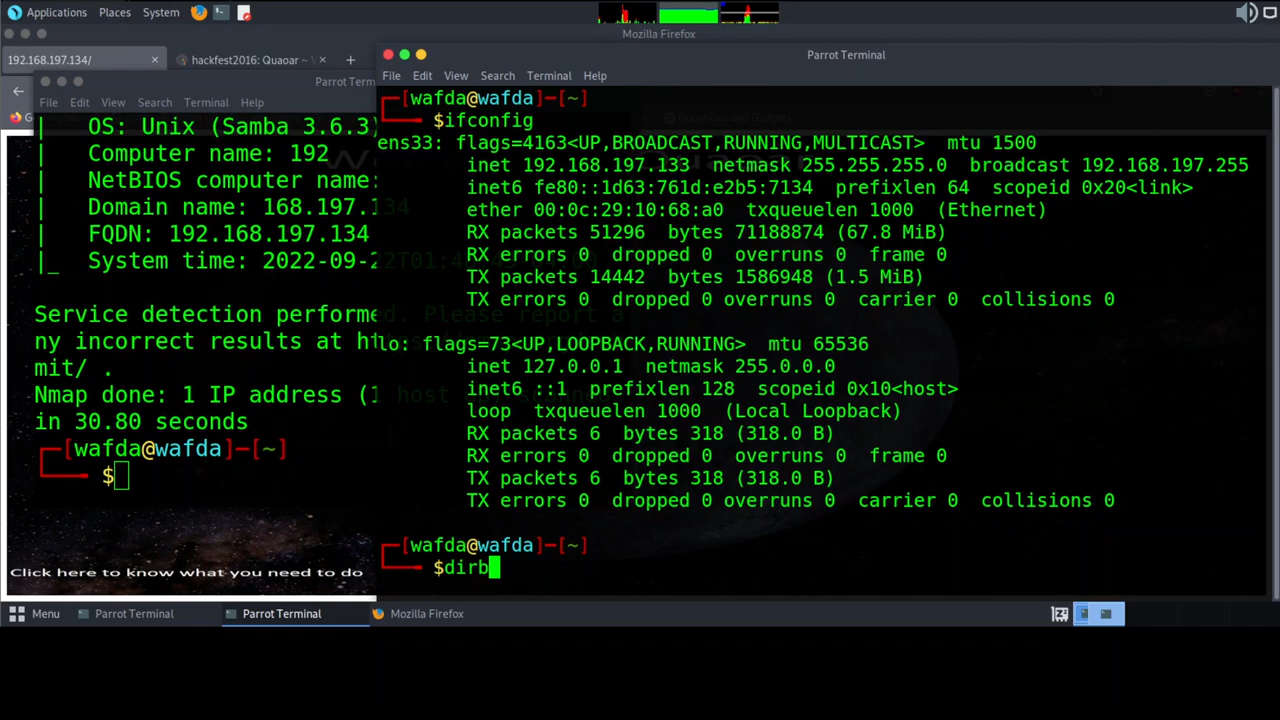 Applications Places System
Mozilla Firefox
192.168.197.134/ × hackfest2016: Quaoar ~ V × +
Parrot Term
File Edit View Search Terminal Help
| OS: Unix (Samba 3.6.3)
| Computer name: 192
| NetBIOS computer name:
| Domain name: 168.197.134
| FQDN: 192.168.197.134
|_ System time: 2022-09-22T01:4
Service detection performed. Please report a
ny incorrect results at ht
mit/ .
Nmap done: 1 IP address (1 host
in 30.80 seconds
┌─[wafda@wafda]─[~]
└──╼ $
Click here to know what you need to do
Parrot Terminal
File Edit View Search Terminal Help
┌─[wafda@wafda]─[~]
└──╼ $ifconfig
ens33: flags=4163<UP,BROADCAST,RUNNING,MULTICAST> mtu 1500
inet 192.168.197.133 netmask 255.255.255.0 broadcast 192.168.197.255
inet6 fe80::1d63:761d:e2b5:7134 prefixlen 64 scopeid 0x20<link>
ether 00:0c:29:10:68:a0 txqueuelen 1000 (Ethernet)
RX packets 51296 bytes 71188874 (67.8 MiB)
RX errors 0 dropped 0 overruns 0 frame 0
TX packets 14442 bytes 1586948 (1.5 MiB)
TX errors 0 dropped 0 overruns 0 carrier 0 collisions 0
lo: flags=73<UP,LOOPBACK,RUNNING> mtu 65536
inet 127.0.0.1 netmask 255.0.0.0
inet6 ::1 prefixlen 128 scopeid 0x10<host>
loop txqueuelen 1000 (Local Loopback)
RX packets 6 bytes 318 (318.0 B)
RX errors 0 dropped 0 overruns 0 frame 0
TX packets 6 bytes 318 (318.0 B)
TX errors 0 dropped 0 overruns 0 carrier 0 collisions 0
┌─[wafda@wafda]─[~]
└──╼ $dirb
Menu Parrot Terminal Parrot Terminal Mozilla Firefox